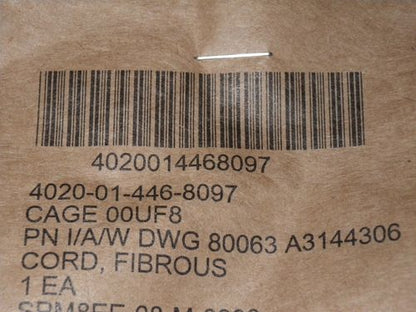 4020014468097
4020-01-446-8097
CAGE 00UF8
PN I/A/W DWG 80063 A3144306
CORD, FIBROUS
1 EA